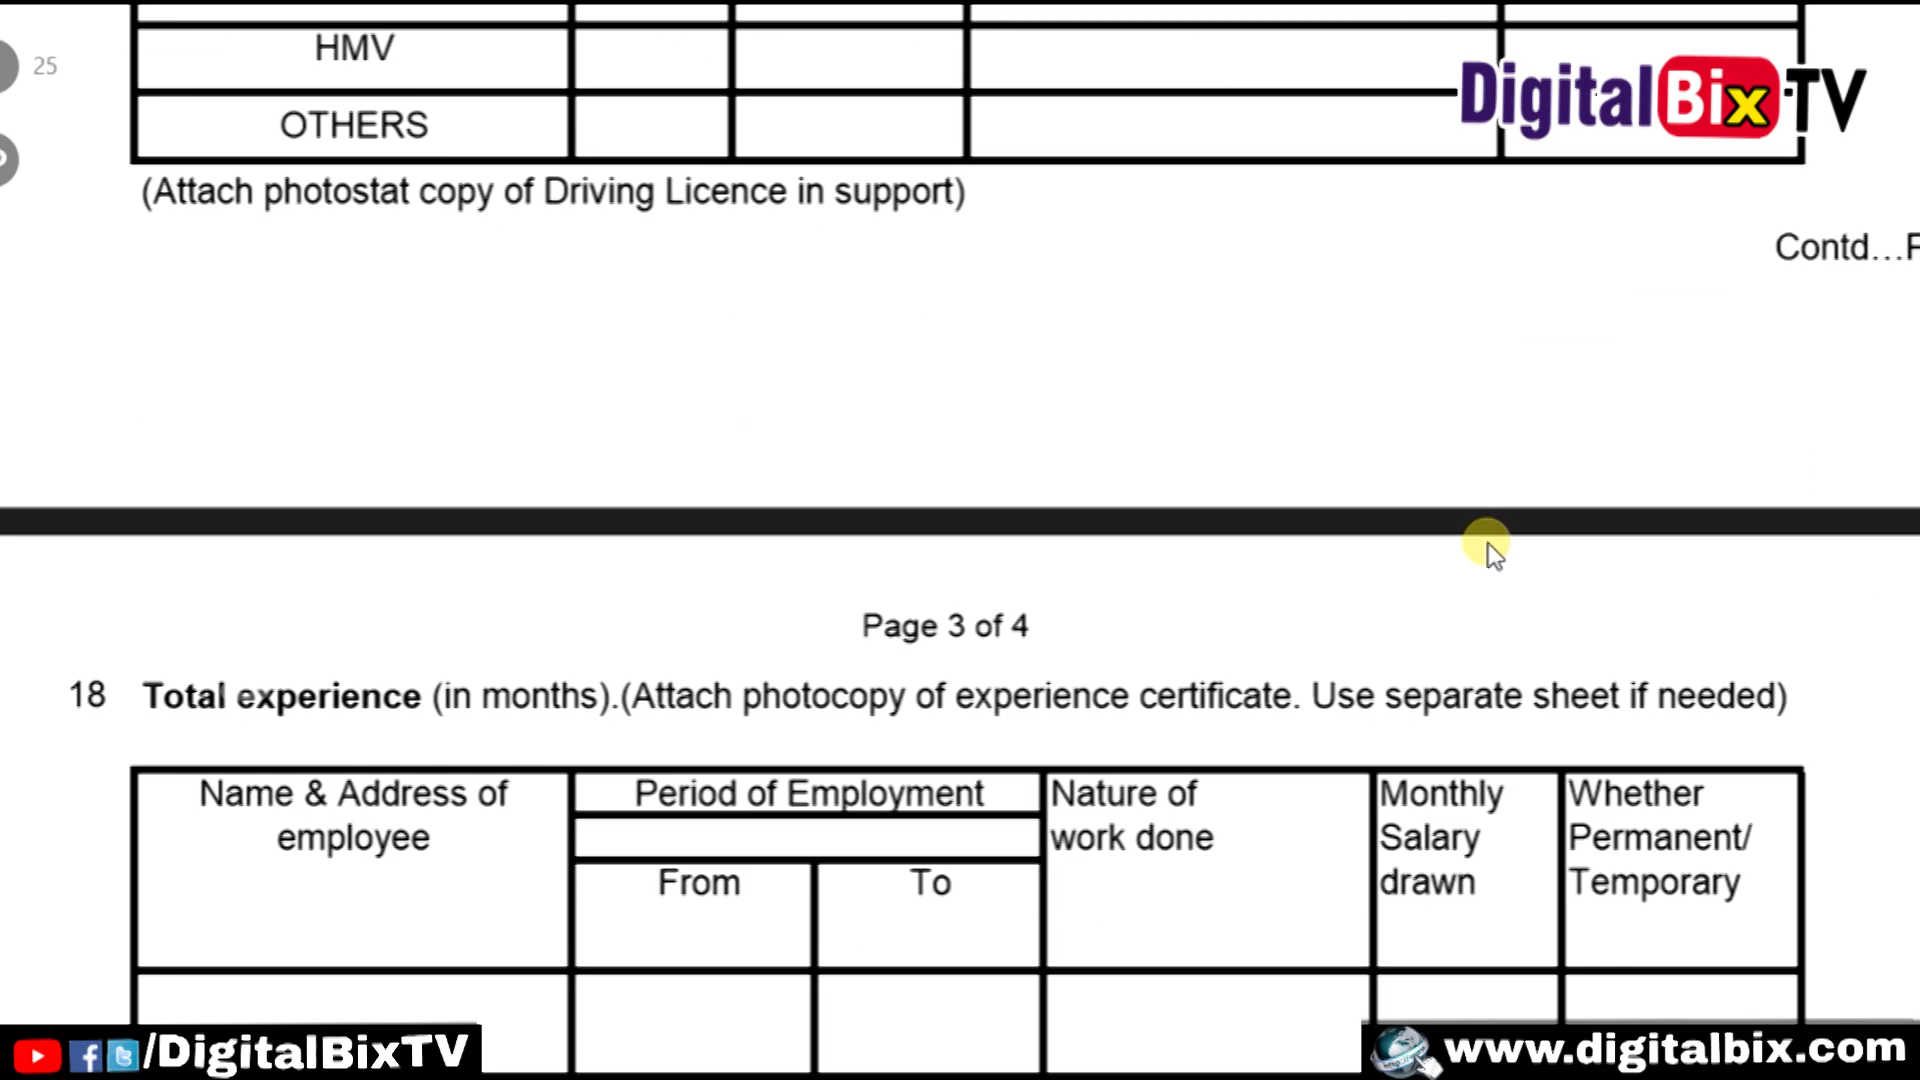 25
HMV
DigitalBixTV
OTHERS
(Attach photostat copy of Driving Licence in support)
Contd...
Page 3 of 4
18 Total experience (in months).(Attach photocopy of experience certificate. Use separate sheet if needed)
Name & Address of employee
Period of Employment
From
To
Nature of
work done
Monthly
Salary
drawn
Whether
Permanent/
Temporary
/DigitalBixTV
www.digitalbix.com